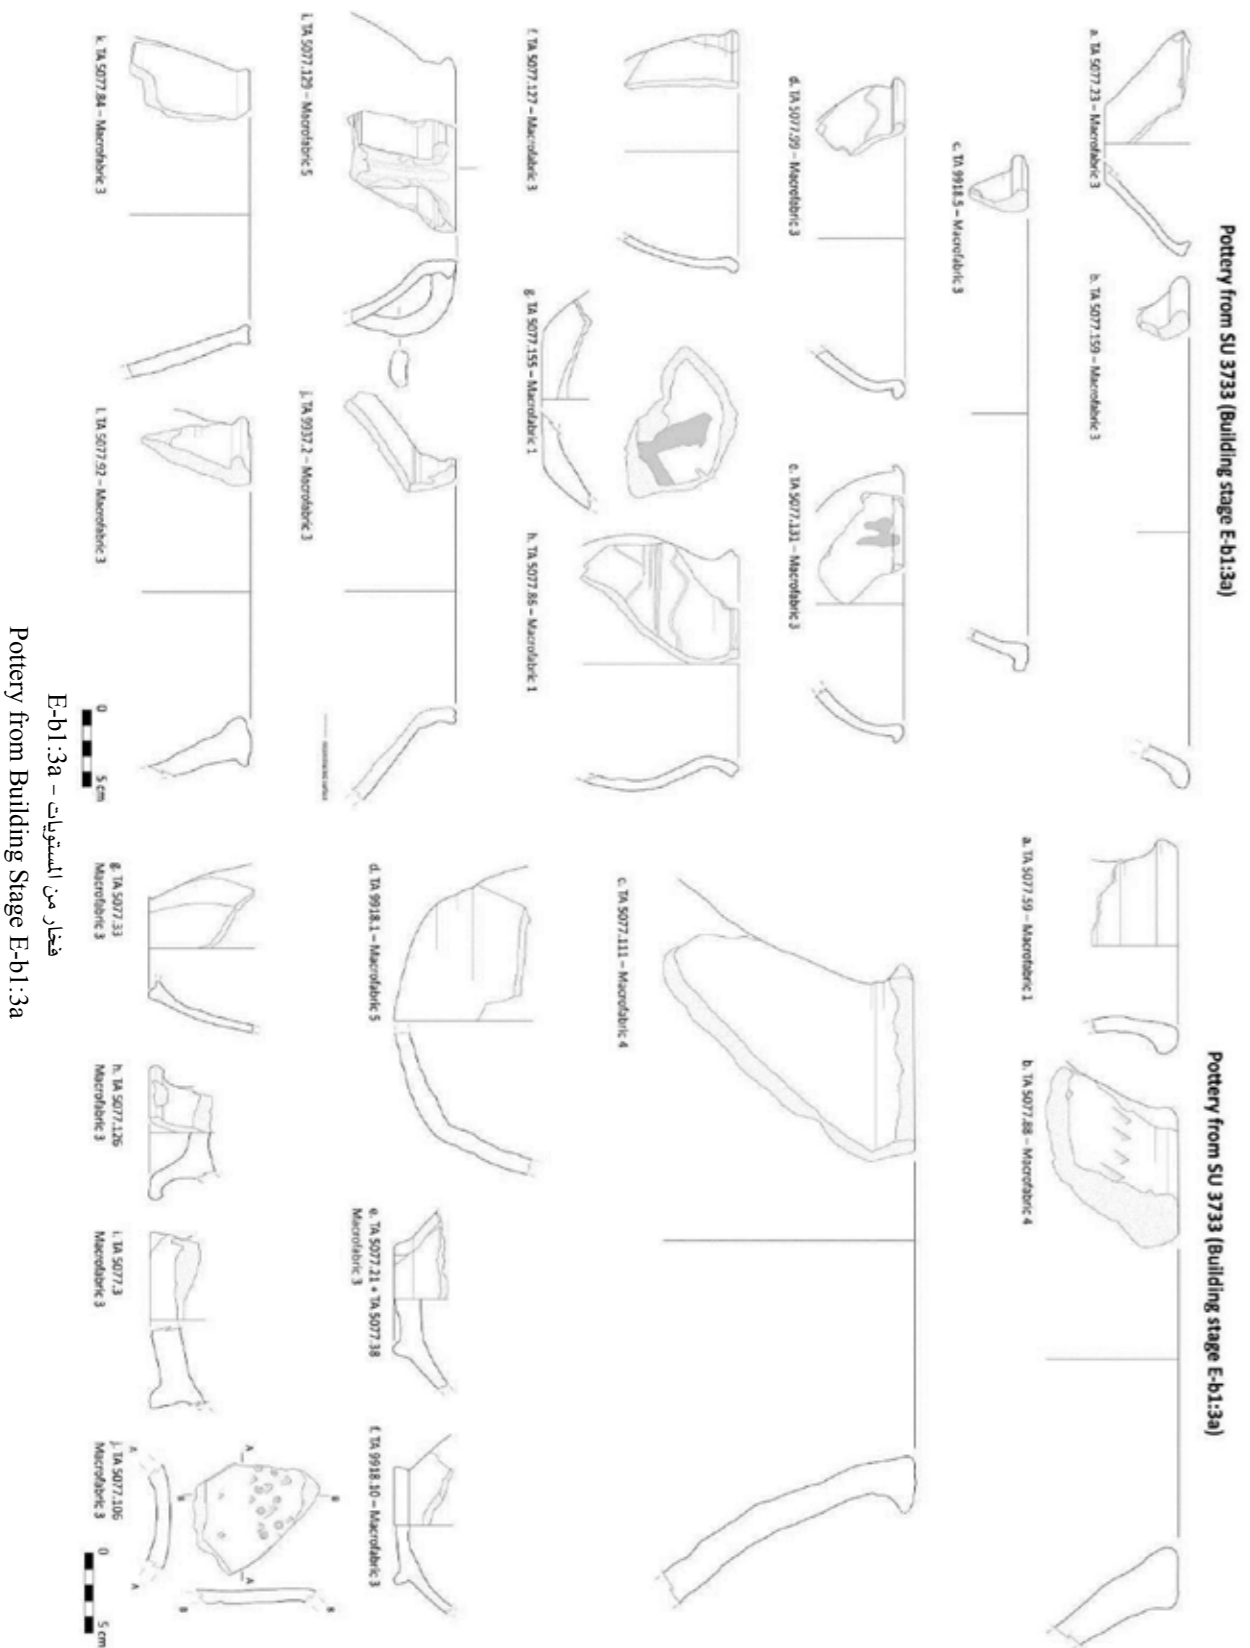 Pottery from SU 3733 (Building stage E-b1:3a)
a. TA 5077.23 – Macrofabric 3
b. TA 5077.159 – Macrofabric 3
c. TA 9918.5 – Macrofabric 3
d. TA 5077.99 – Macrofabric 3
e. TA 5077.131 – Macrofabric 3
f. TA 5077.127 – Macrofabric 3
g. TA 5077.155 – Macrofabric 1
h. TA 5077.86 – Macrofabric 1
i. TA 5077.129 – Macrofabric 5
j. TA 9937.2 – Macrofabric 3
k. TA 5077.84 – Macrofabric 3
l. TA 5077.92 – Macrofabric 3
0 5 cm
Pottery from SU 3733 (Building stage E-b1:3a)
a. TA 5077.59 – Macrofabric 1
b. TA 5077.88 – Macrofabric 4
c. TA 5077.111 – Macrofabric 4
d. TA 9918.1 – Macrofabric 5
e. TA 5077.21 + TA 5077.38
Macrofabric 3
f. TA 9918.10 – Macrofabric 3
g. TA 5077.33
Macrofabric 3
h. TA 5077.126
Macrofabric 3
i. TA 5077.3
Macrofabric 3
j. TA 5077.106
Macrofabric 3
A
A
B
B
A
A
B
B
0 5 cm
فخار من المستويات – E-b1:3a
Pottery from Building Stage E-b1:3a